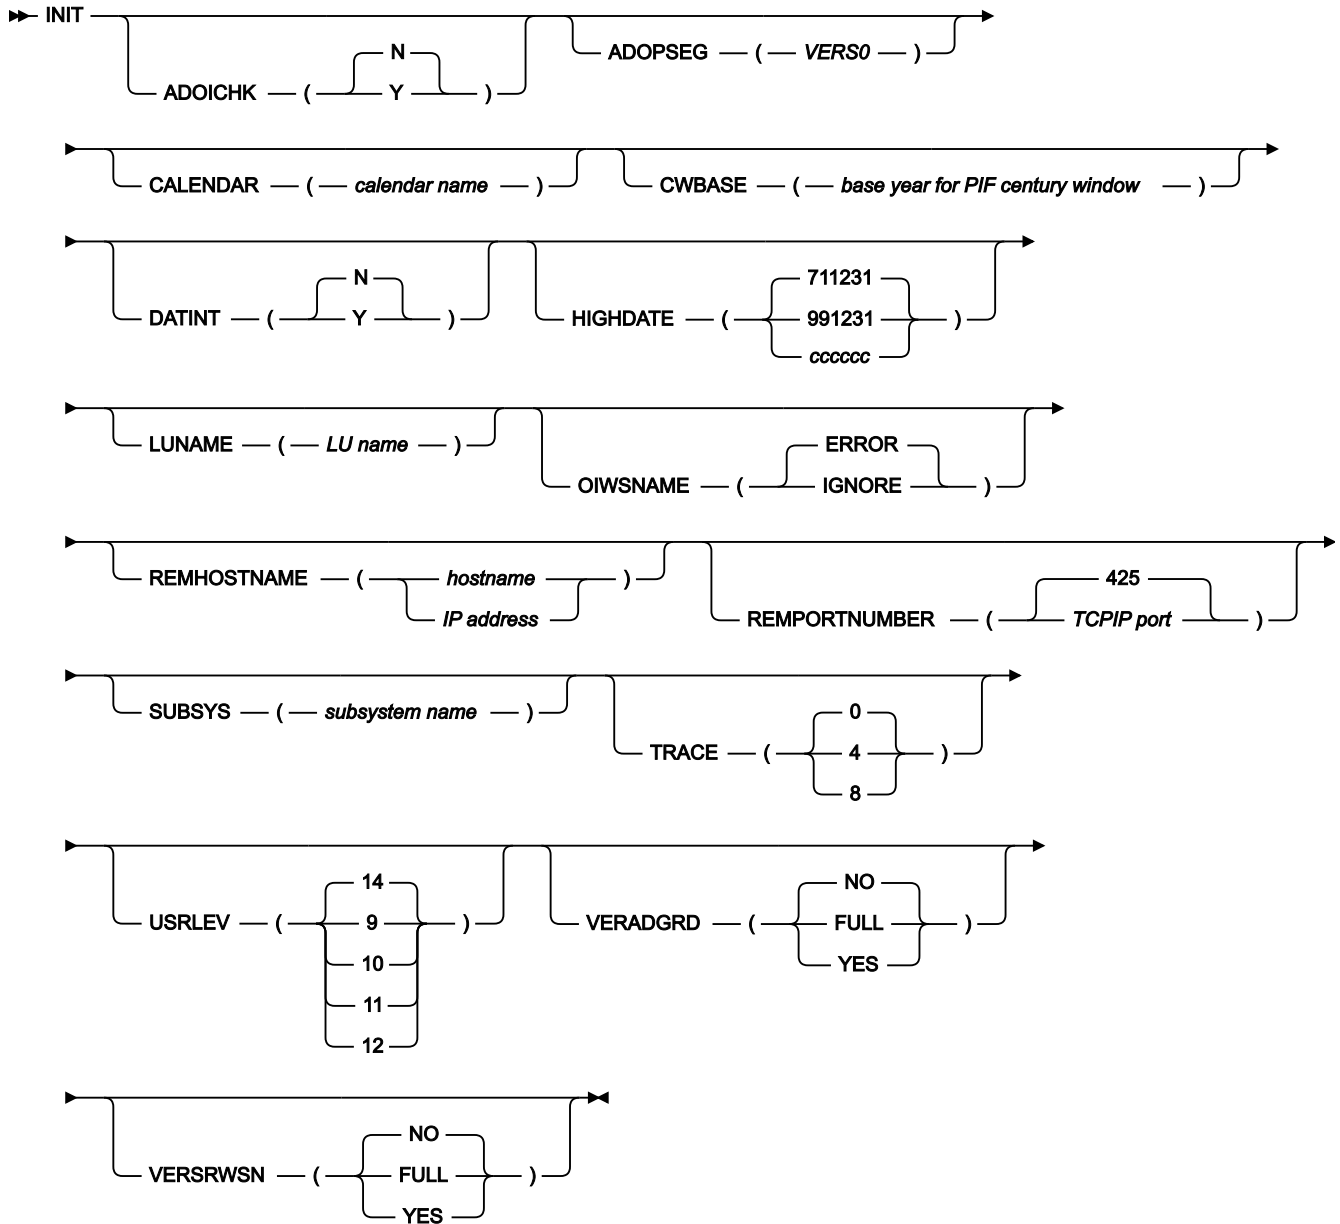 INIT
ADOICHK ( N Y )
ADOPSEG ( VERS0 )
CALENDAR ( calendar name )
CWBASE ( base year for PIF century window )
DATINT ( N Y )
HIGHDATE ( 711231 991231 cccccc )
LUNAME ( LU name )
OIWSNAME ( ERROR IGNORE )
REMHOSTNAME ( hostname IP address )
REMPORTNUMBER ( 425 TCPIP port )
SUBSYS ( subsystem name )
TRACE ( 0 4 8 )
USRLEV ( 14 9 10 11 12 )
VERADGRD ( NO FULL YES )
VERSRWSN ( NO FULL YES )